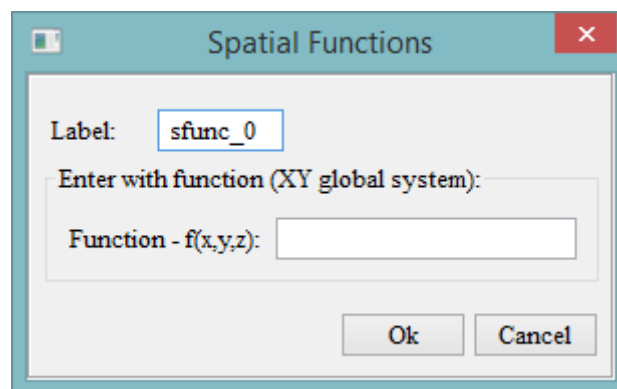 Spatial Functions
Label: sfunc_0
Enter with function (XY global system):
Function - f(x,y,z):
Ok Cancel